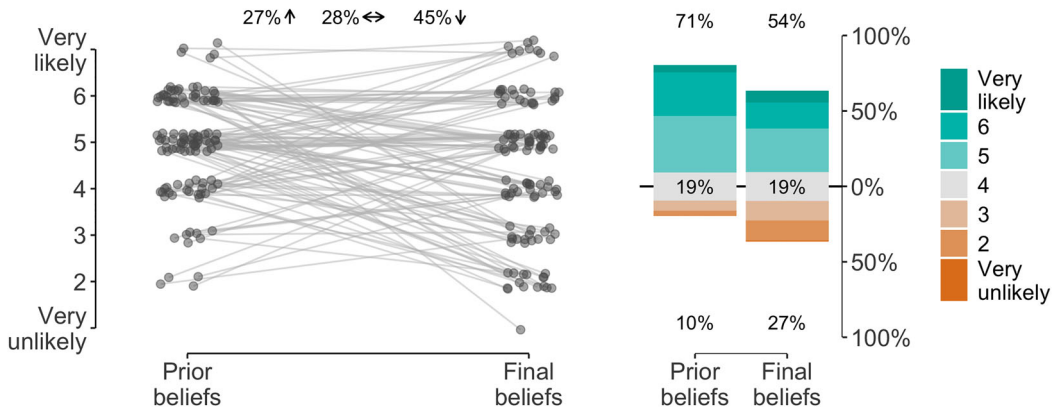 27%↑ 28%↔ 45%↓
Very
likely
6
5
4
3
2
Very
unlikely
Prior
beliefs
Final
beliefs
71% 54%
19% 19%
10% 27%
100%
50%
0%
50%
100%
Prior
beliefs
Final
beliefs
Very
likely
6
5
4
3
2
Very
unlikely